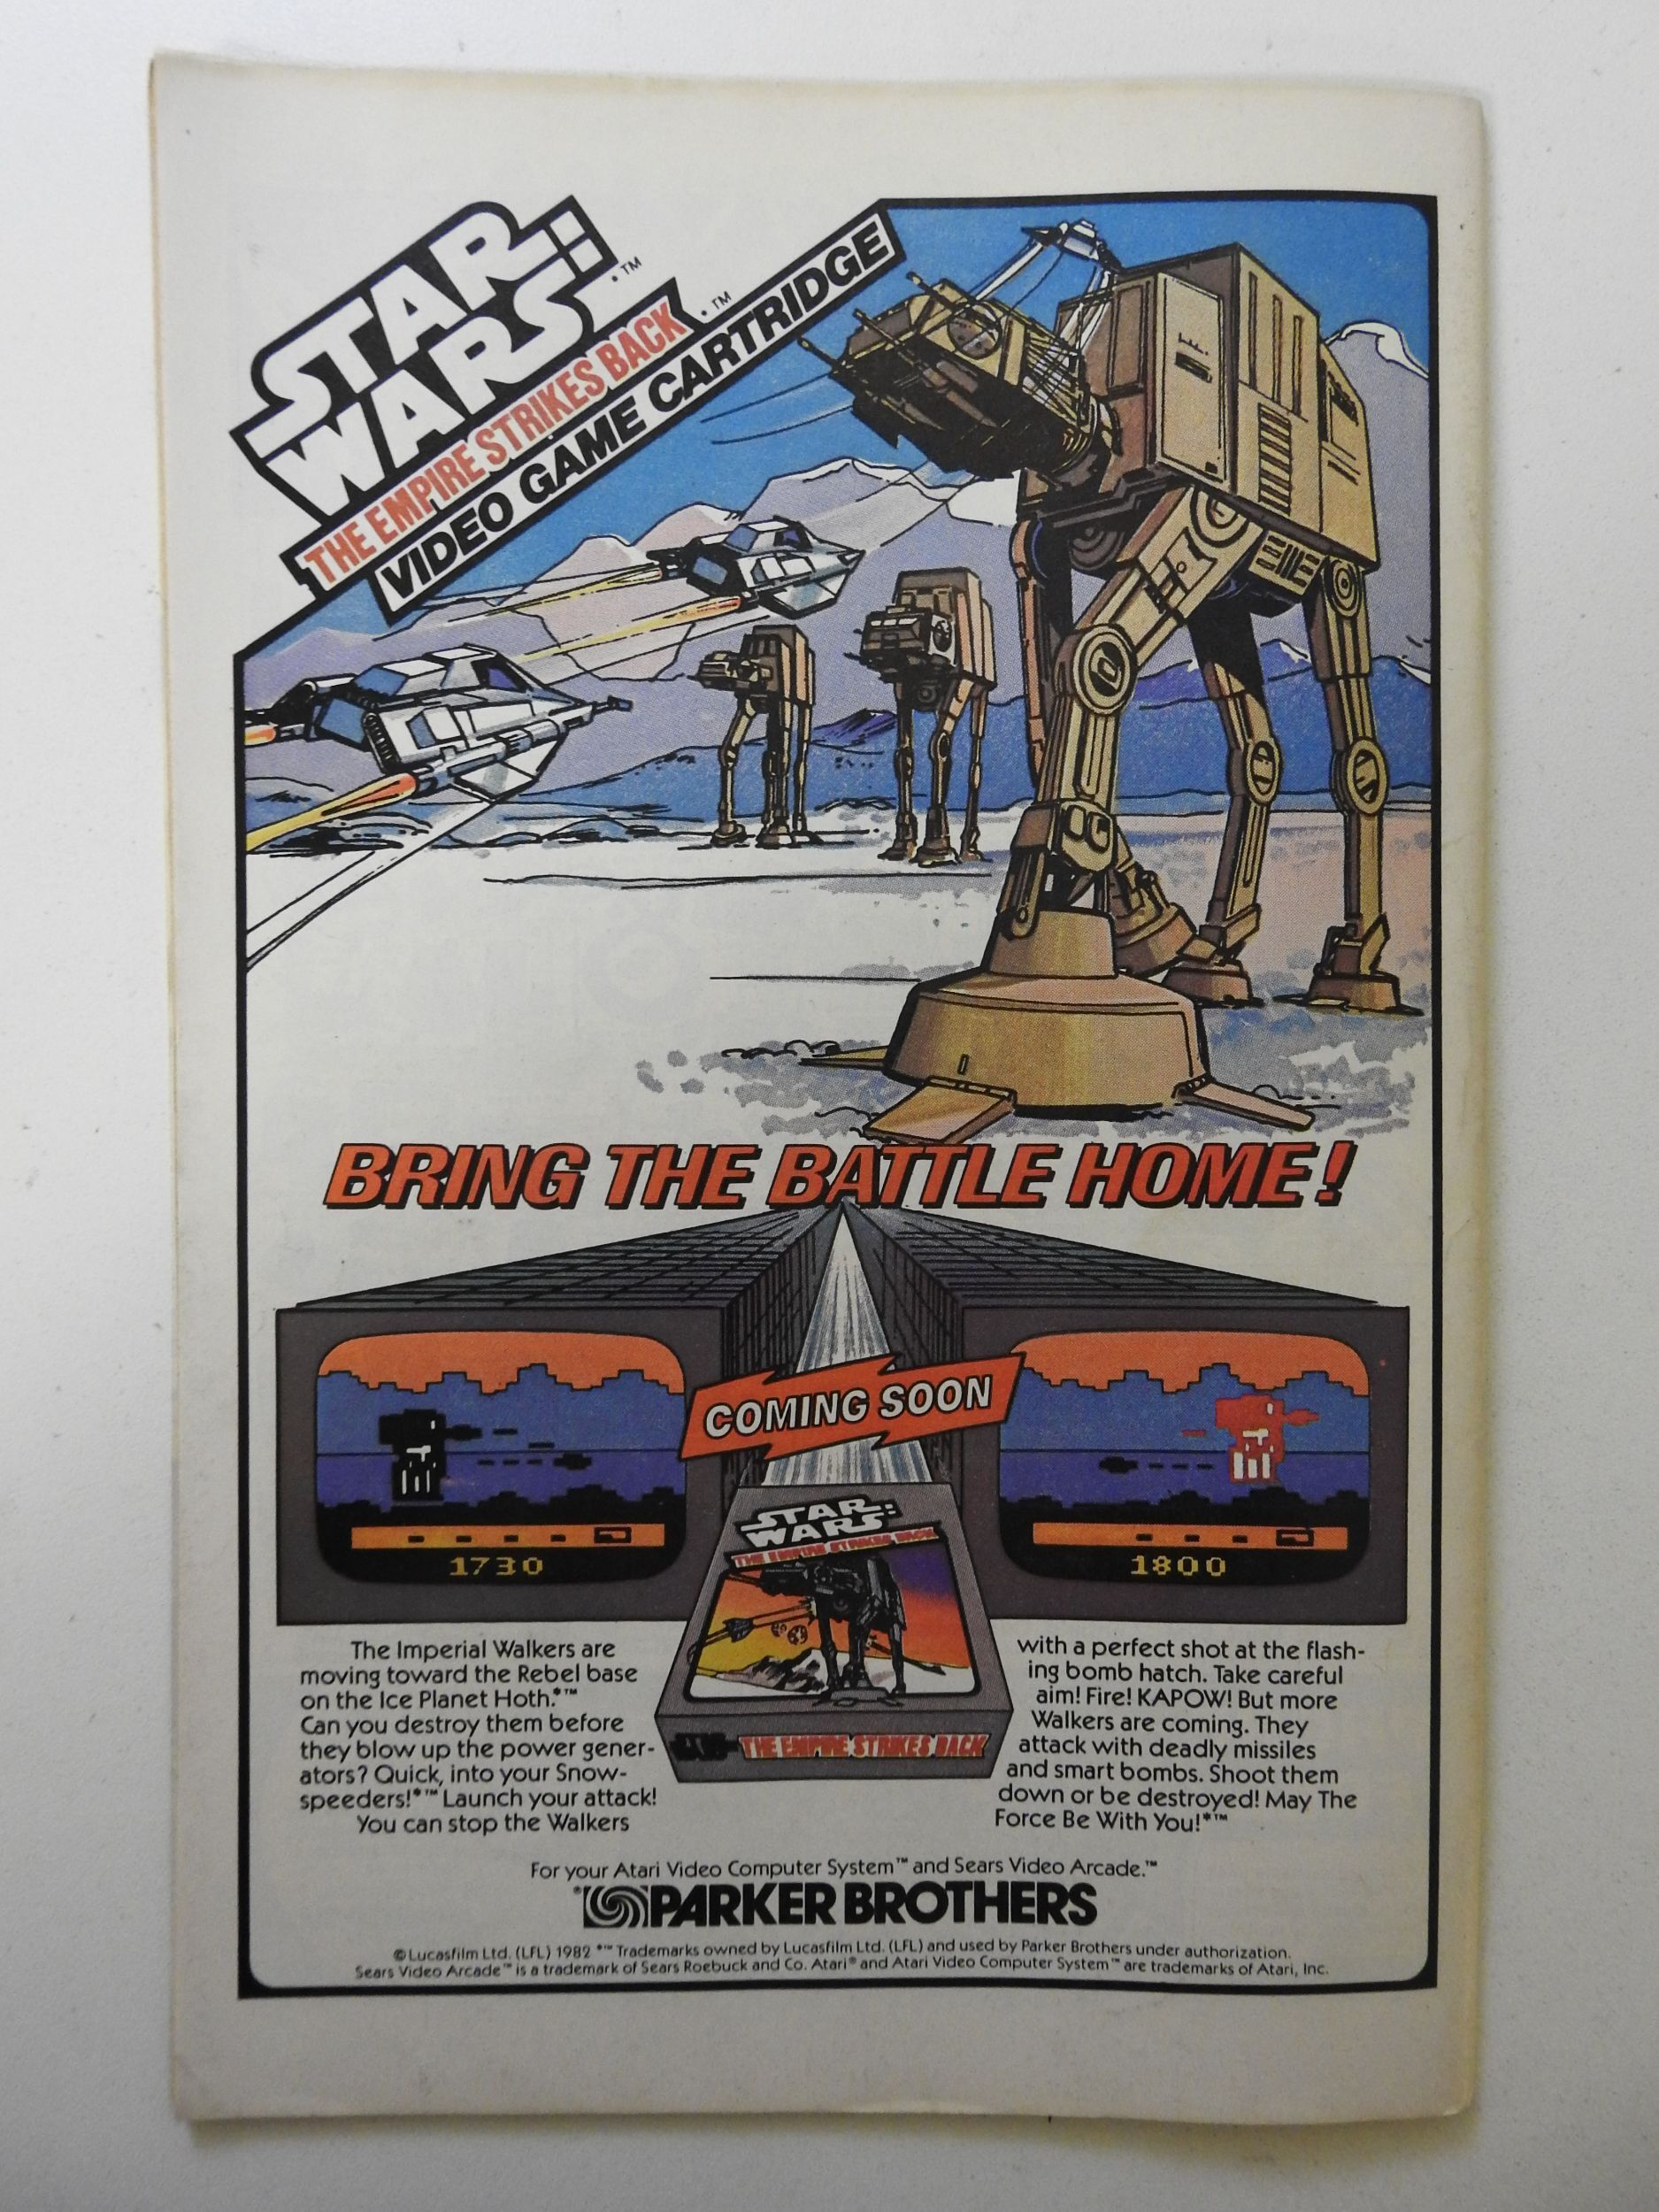 STAR
WARS:™
THE EMPIRE STRIKES BACK•™
VIDEO GAME CARTRIDGE
BRING THE BATTLE HOME!
COMING SOON
1730
1800
STAR
WARS:
THE EMPIRE STRIKES BACK
THE EMPIRE STRIKES BACK
The Imperial Walkers are
moving toward the Rebel base
on the Ice Planet Hoth.*™
Can you destroy them before
they blow up the power gener-
ators? Quick, into your Snow-
speeders!*™ Launch your attack!
You can stop the Walkers
with a perfect shot at the flash-
ing bomb hatch. Take careful
aim! Fire! KAPOW! But more
Walkers are coming. They
attack with deadly missiles
and smart bombs. Shoot them
down or be destroyed! May The
Force Be With You!*™
For your Atari Video Computer System™ and Sears Video Arcade.™
PARKER BROTHERS
©Lucasfilm Ltd. (LFL) 1982 *™ Trademarks owned by Lucasfilm Ltd. (LFL) and used by Parker Brothers under authorization.
Sears Video Arcade™ is a trademark of Sears Roebuck and Co. Atari® and Atari Video Computer System™ are trademarks of Atari, Inc.